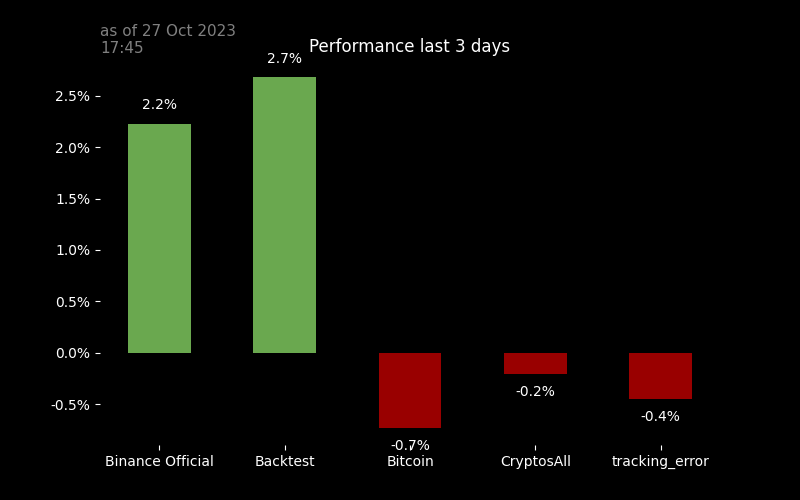 as of 27 Oct 2023
17:45
Performance last 3 days
2.7%
2.2%
2.5%
2.0%
1.5%
1.0%
0.5%
0.0%
-0.5%
-0.2%
-0.4%
-0.7%
Binance Official
Backtest
Bitcoin
CryptosAll
tracking_error